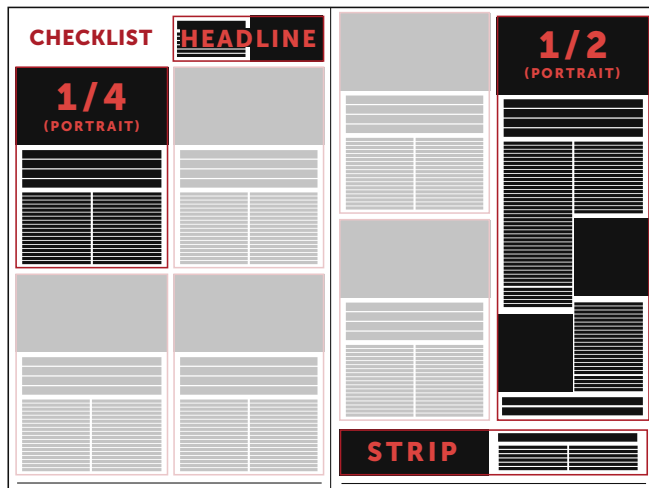 CHECKLIST
HEADLINE
1/4
(PORTRAIT)
1/2
(PORTRAIT)
STRIP